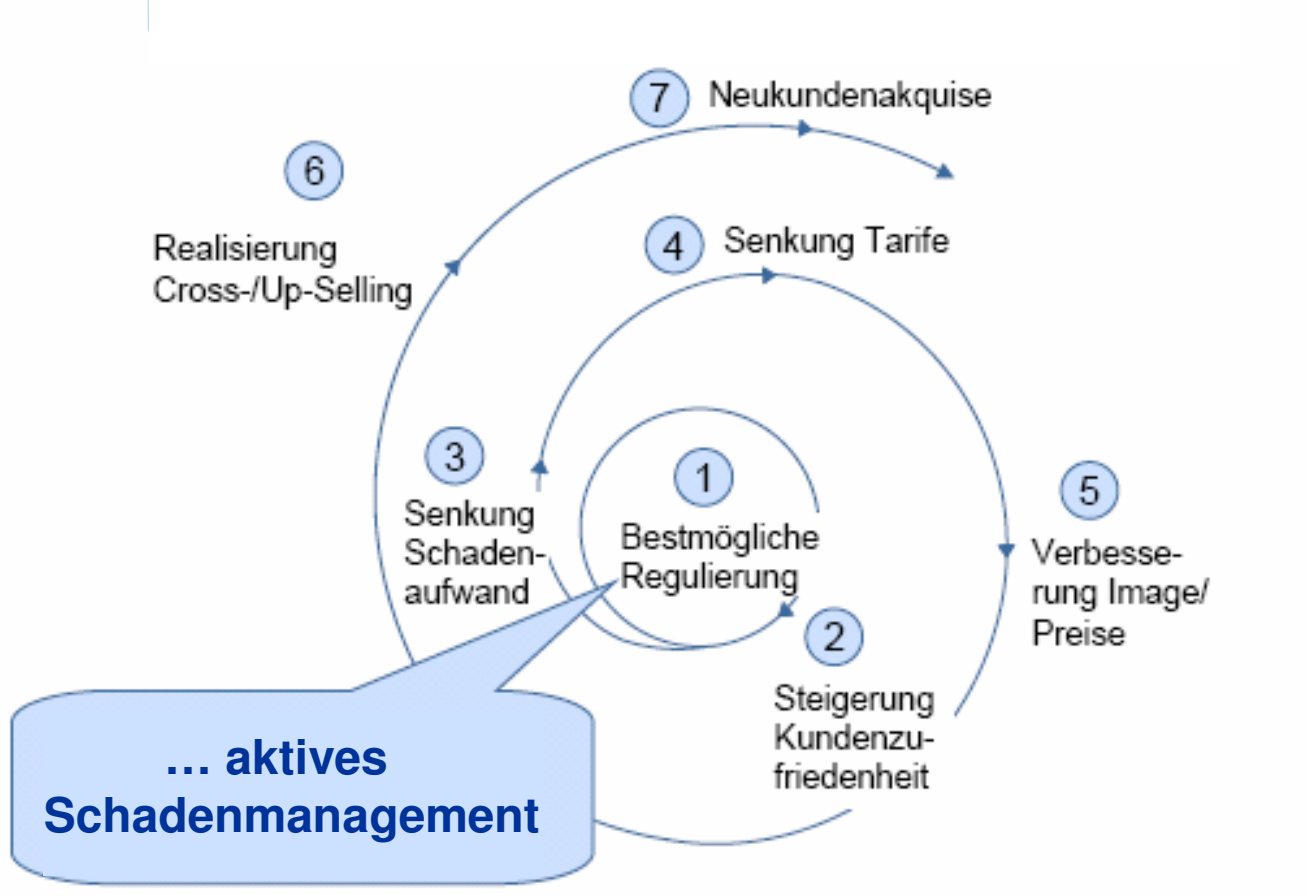 7 Neukundenakquise
6
Realisierung
Cross-/Up-Selling
4 Senkung Tarife
3
Senkung
Schaden-
aufwand
1
Bestmögliche
Regulierung
5
Verbesse-
rung Image/
Preise
2
Steigerung
Kundenzu-
friedenheit
... aktives
Schadenmanagement